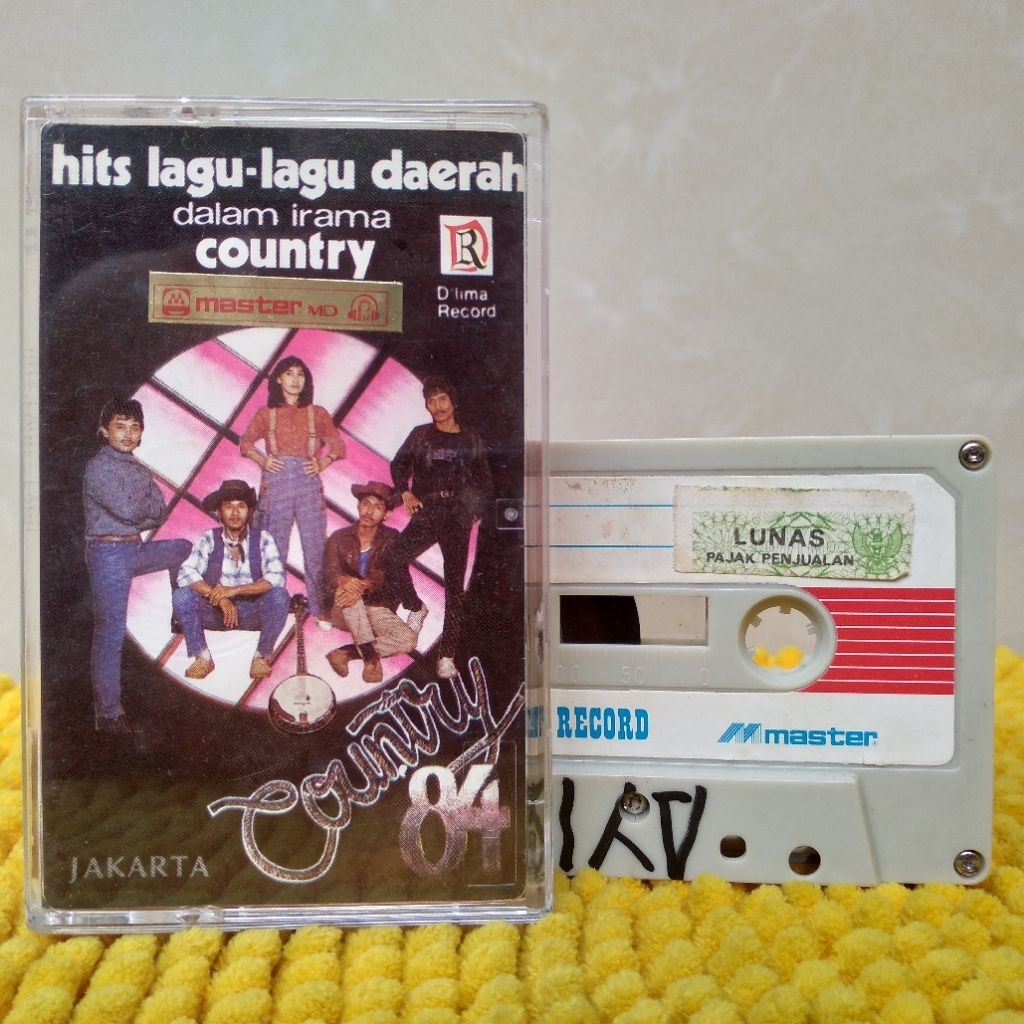 hits lagu-lagu daerah
dalam irama
country
DR
D'lima
Record
master MD
country
84
JAKARTA
LUNAS
PAJAK PENJUALAN
50 0
RECORD
master